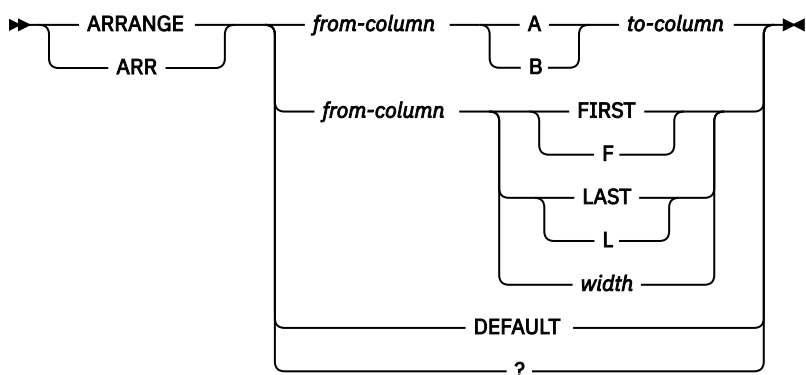 ARRANGE from-column A to-column
ARR B
from-column FIRST
F
LAST
L
width
DEFAULT
?